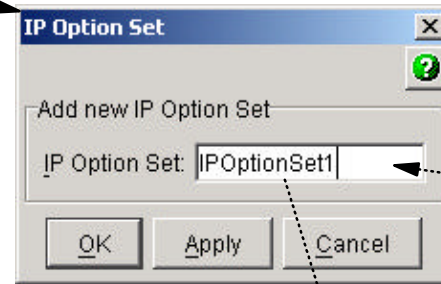 IP Option Set
Add new IP Option Set
IP Option Set: IPOptionSet1
OK Apply Cancel